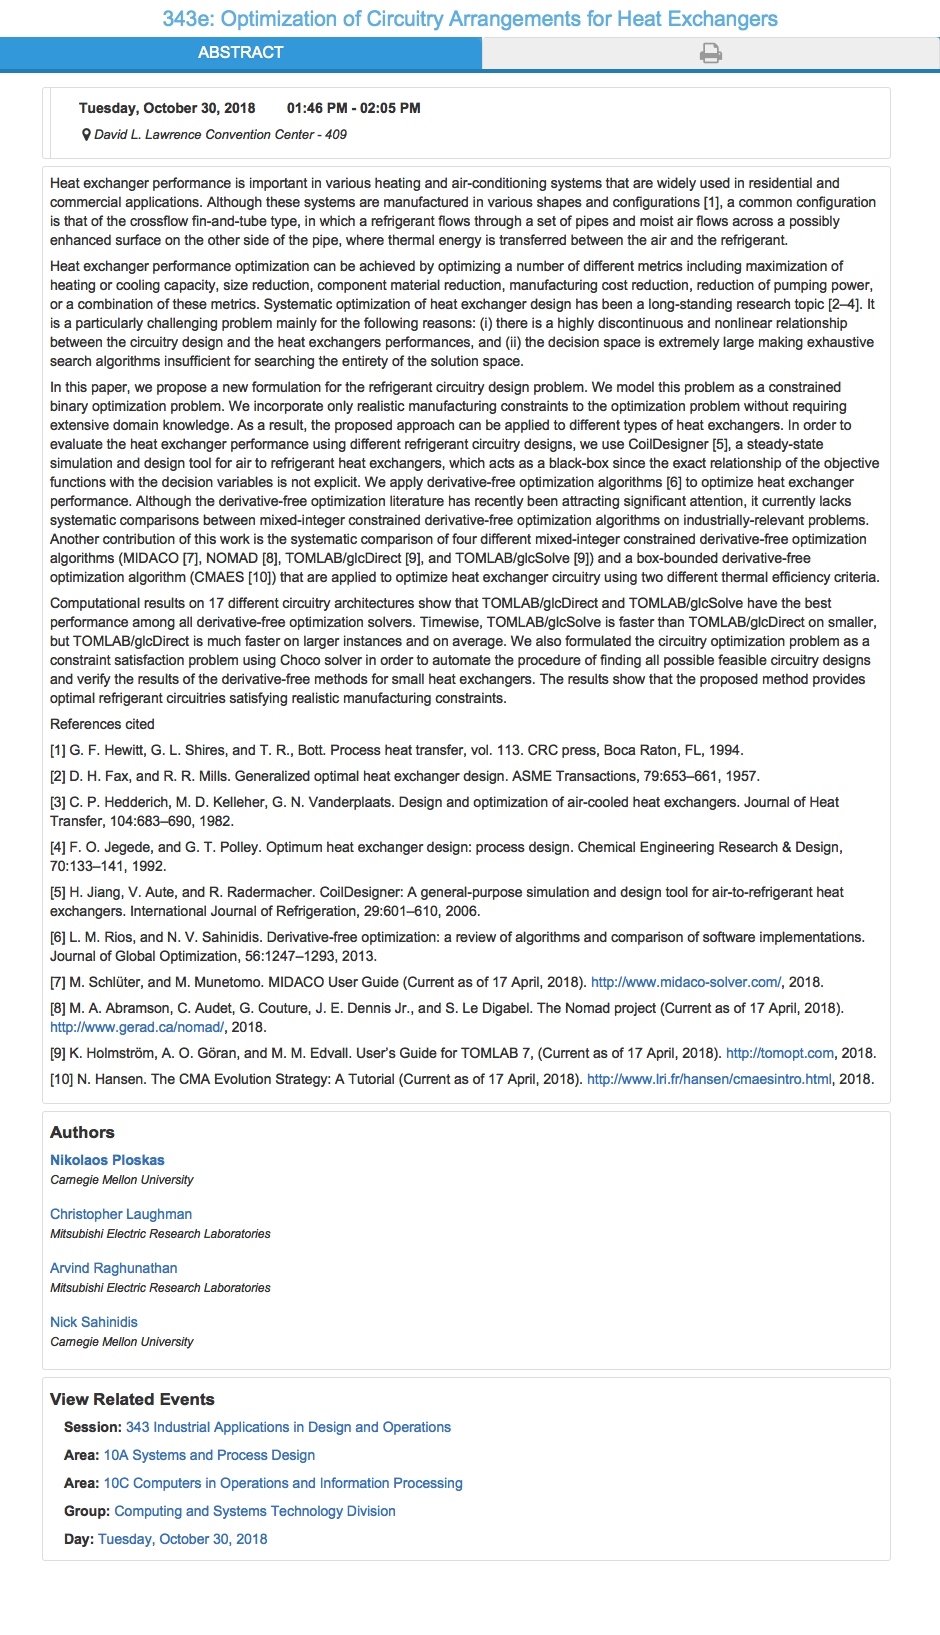 343e: Optimization of Circuitry Arrangements for Heat Exchangers
ABSTRACT
Tuesday, October 30, 2018 01:46 PM - 02:05 PM
David L. Lawrence Convention Center - 409
Heat exchanger performance is important in various heating and air-conditioning systems that are widely used in residential and
commercial applications. Although these systems are manufactured in various shapes and configurations [1], a common configuration
is that of the crossflow fin-and-tube type, in which a refrigerant flows through a set of pipes and moist air flows across a possibly
enhanced surface on the other side of the pipe, where thermal energy is transferred between the air and the refrigerant.
Heat exchanger performance optimization can be achieved by optimizing a number of different metrics including maximization of
heating or cooling capacity, size reduction, component material reduction, manufacturing cost reduction, reduction of pumping power,
or a combination of these metrics. Systematic optimization of heat exchanger design has been a long-standing research topic [2–4]. It
is a particularly challenging problem mainly for the following reasons: (i) there is a highly discontinuous and nonlinear relationship
between the circuitry design and the heat exchangers performances, and (ii) the decision space is extremely large making exhaustive
search algorithms insufficient for searching the entirety of the solution space.
In this paper, we propose a new formulation for the refrigerant circuitry design problem. We model this problem as a constrained
binary optimization problem. We incorporate only realistic manufacturing constraints to the optimization problem without requiring
extensive domain knowledge. As a result, the proposed approach can be applied to different types of heat exchangers. In order to
evaluate the heat exchanger performance using different refrigerant circuitry designs, we use CoilDesigner [5], a steady-state
simulation and design tool for air to refrigerant heat exchangers, which acts as a black-box since the exact relationship of the objective
functions with the decision variables is not explicit. We apply derivative-free optimization algorithms [6] to optimize heat exchanger
performance. Although the derivative-free optimization literature has recently been attracting significant attention, it currently lacks
systematic comparisons between mixed-integer constrained derivative-free optimization algorithms on industrially-relevant problems.
Another contribution of this work is the systematic comparison of four different mixed-integer constrained derivative-free optimization
algorithms (MIDACO [7], NOMAD [8], TOMLAB/glcDirect [9], and TOMLAB/glcSolve [9]) and a box-bounded derivative-free
optimization algorithm (CMAES [10]) that are applied to optimize heat exchanger circuitry using two different thermal efficiency criteria.
Computational results on 17 different circuitry architectures show that TOMLAB/glcDirect and TOMLAB/glcSolve have the best
performance among all derivative-free optimization solvers. Timewise, TOMLAB/glcSolve is faster than TOMLAB/glcDirect on smaller,
but TOMLAB/glcDirect is much faster on larger instances and on average. We also formulated the circuitry optimization problem as a
constraint satisfaction problem using Choco solver in order to automate the procedure of finding all possible feasible circuitry designs
and verify the results of the derivative-free methods for small heat exchangers. The results show that the proposed method provides
optimal refrigerant circuitries satisfying realistic manufacturing constraints.
References cited
[1] G. F. Hewitt, G. L. Shires, and T. R., Bott. Process heat transfer, vol. 113. CRC press, Boca Raton, FL, 1994.
[2] D. H. Fax, and R. R. Mills. Generalized optimal heat exchanger design. ASME Transactions, 79:653–661, 1957.
[3] C. P. Hedderich, M. D. Kelleher, G. N. Vanderplaats. Design and optimization of air-cooled heat exchangers. Journal of Heat
Transfer, 104:683–690, 1982.
[4] F. O. Jegede, and G. T. Polley. Optimum heat exchanger design: process design. Chemical Engineering Research & Design,
70:133–141, 1992.
[5] H. Jiang, V. Aute, and R. Radermacher. CoilDesigner: A general-purpose simulation and design tool for air-to-refrigerant heat
exchangers. International Journal of Refrigeration, 29:601–610, 2006.
[6] L. M. Rios, and N. V. Sahinidis. Derivative-free optimization: a review of algorithms and comparison of software implementations.
Journal of Global Optimization, 56:1247–1293, 2013.
[7] M. Schlüter, and M. Munetomo. MIDACO User Guide (Current as of 17 April, 2018). http://www.midaco-solver.com/, 2018.
[8] M. A. Abramson, C. Audet, G. Couture, J. E. Dennis Jr., and S. Le Digabel. The Nomad project (Current as of 17 April, 2018).
http://www.gerad.ca/nomad/, 2018.
[9] K. Holmström, A. O. Göran, and M. M. Edvall. User’s Guide for TOMLAB 7, (Current as of 17 April, 2018). http://tomopt.com, 2018.
[10] N. Hansen. The CMA Evolution Strategy: A Tutorial (Current as of 17 April, 2018). http://www.lri.fr/hansen/cmaesintro.html, 2018.
Authors
Nikolaos Ploskas
Carnegie Mellon University
Christopher Laughman
Mitsubishi Electric Research Laboratories
Arvind Raghunathan
Mitsubishi Electric Research Laboratories
Nick Sahinidis
Carnegie Mellon University
View Related Events
Session: 343 Industrial Applications in Design and Operations
Area: 10A Systems and Process Design
Area: 10C Computers in Operations and Information Processing
Group: Computing and Systems Technology Division
Day: Tuesday, October 30, 2018